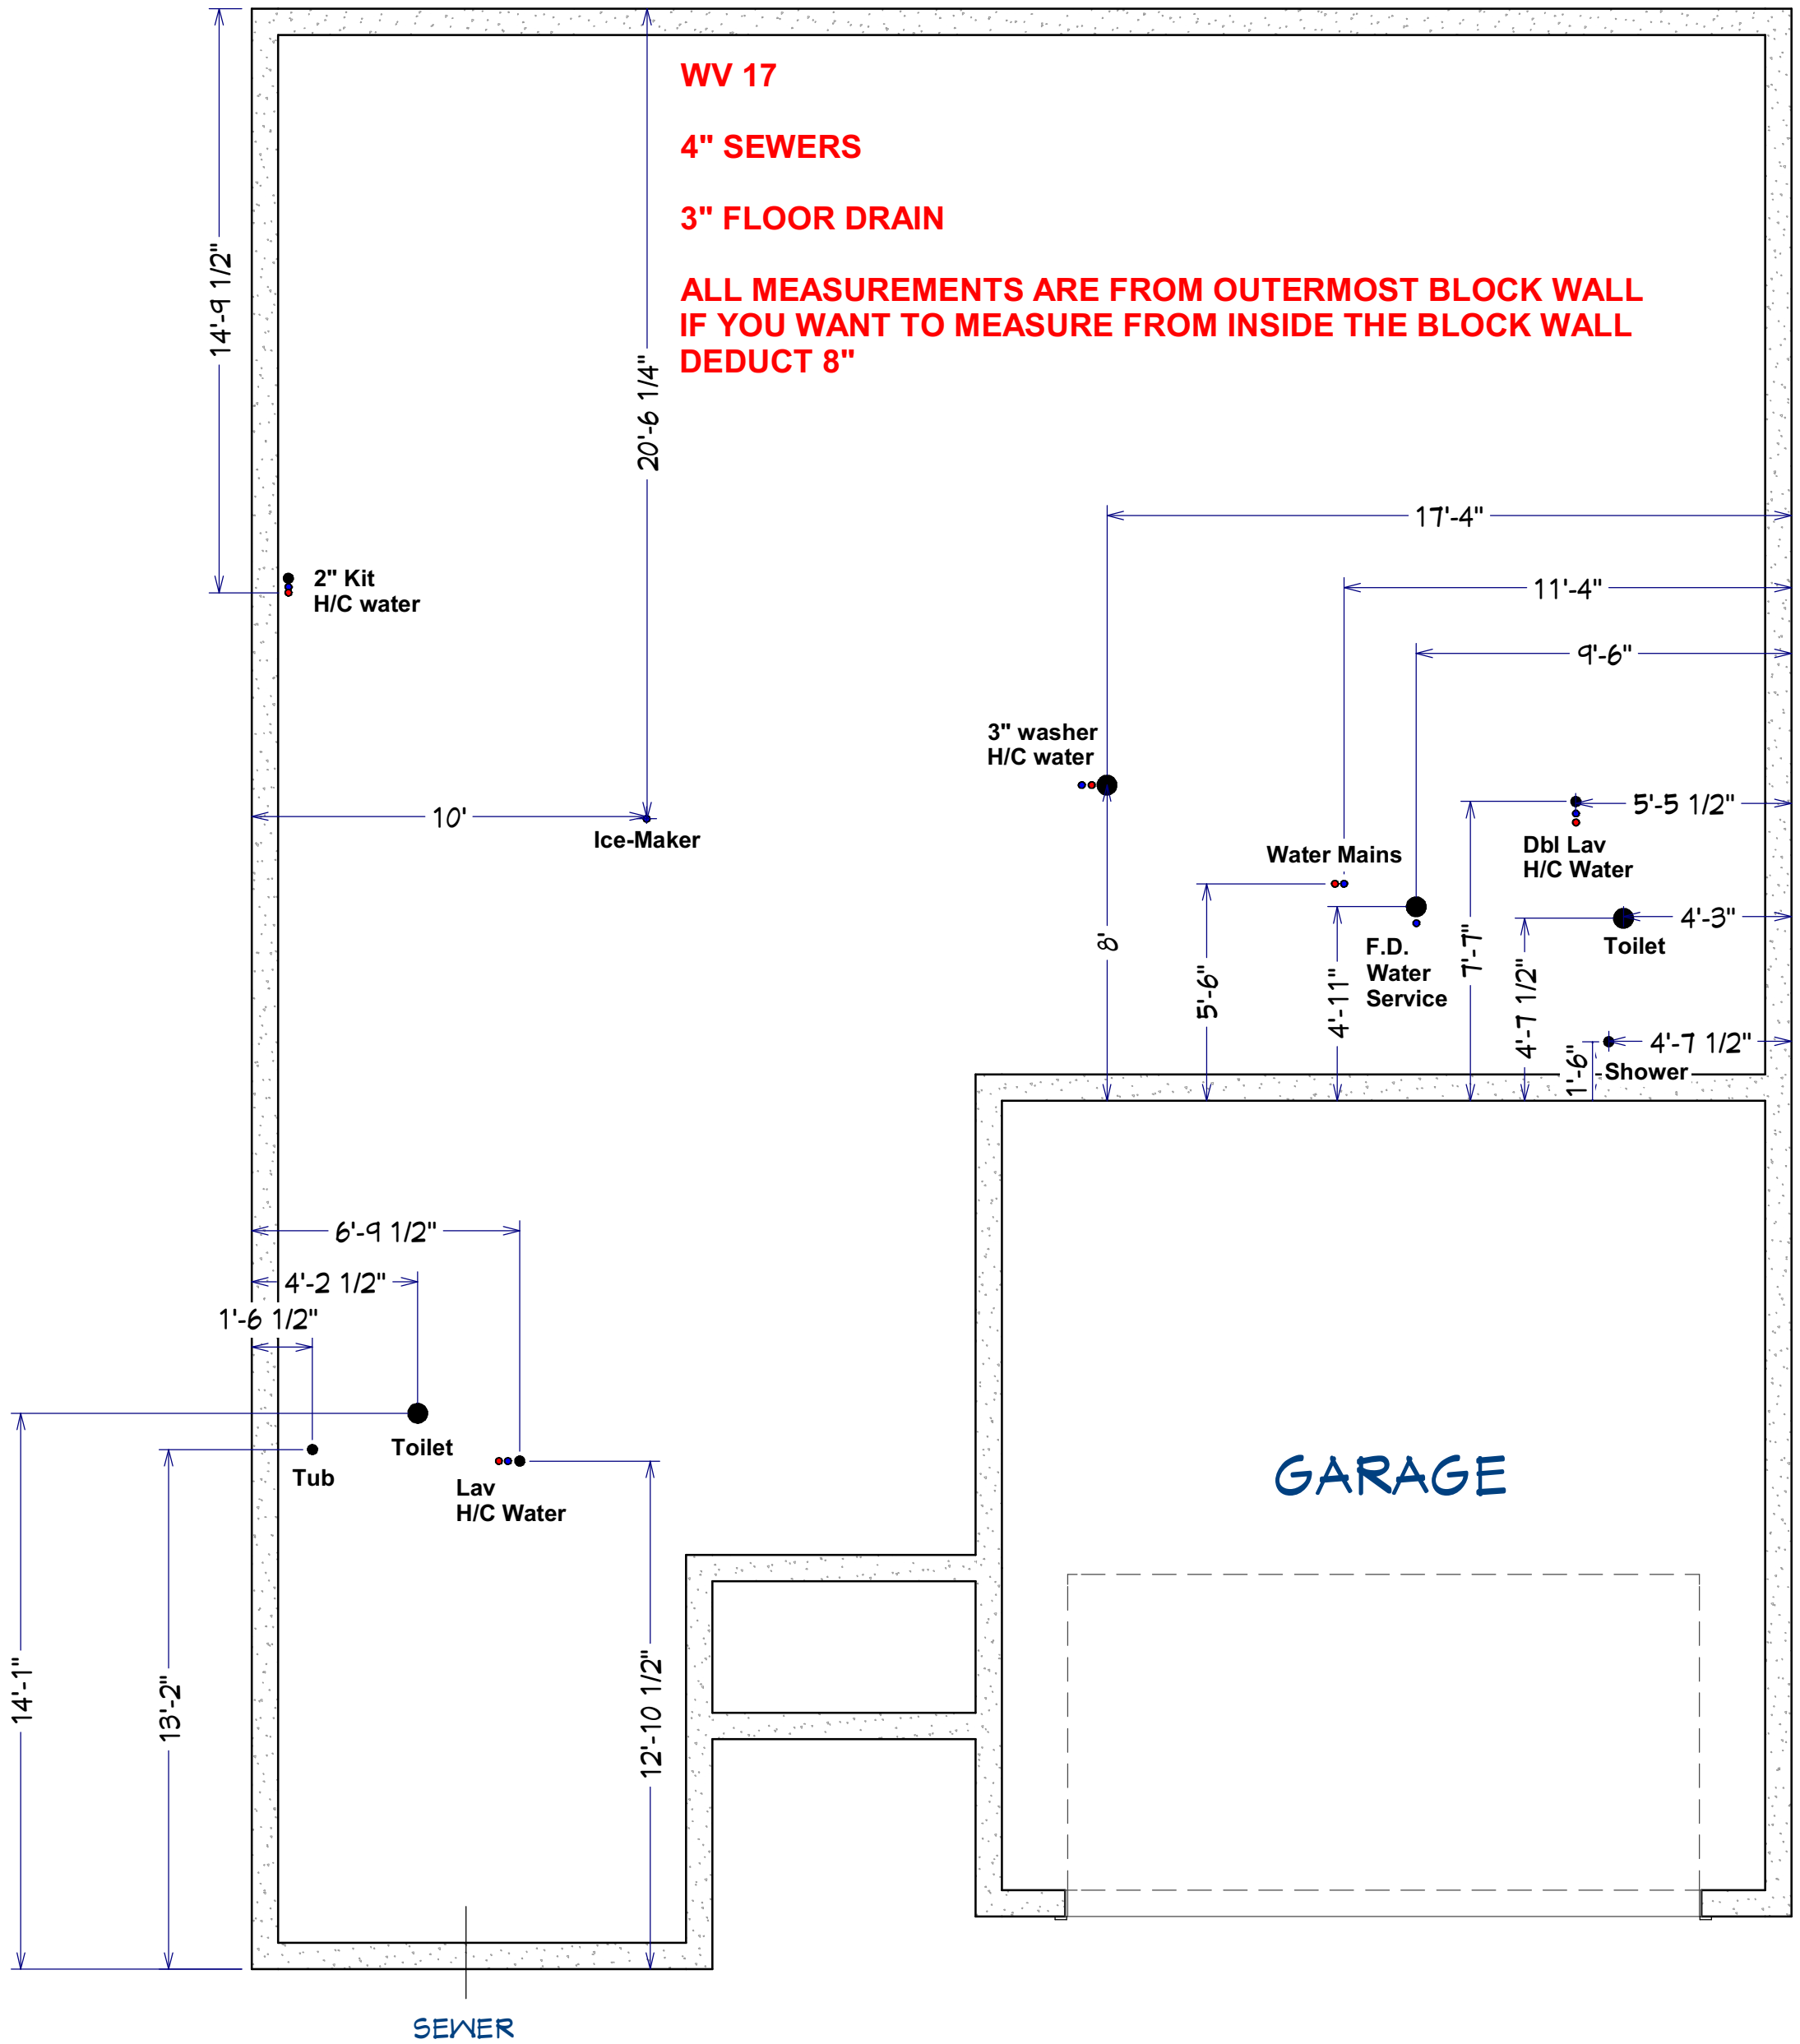 WV 17
4" SEWERS
3" FLOOR DRAIN
ALL MEASUREMENTS ARE FROM OUTERMOST BLOCK WALL
IF YOU WANT TO MEASURE FROM INSIDE THE BLOCK WALL
DEDUCT 8"
14'-9 1/2"
20'-6 1/4"
17'-4"
2" Kit
H/C water
11'-4"
9'-6"
3" washer
H/C water
10'
Ice-Maker
5'-5 1/2"
Dbl Lav
H/C Water
Water Mains
4'-3"
Toilet
8'
5'-6"
4'-11"
F.D.
Water
Service
7'-7"
4'-7 1/2"
1'-6"
4'-7 1/2"
Shower
6'-9 1/2"
4'-2 1/2"
1'-6 1/2"
Toilet
Tub
Lav
H/C Water
GARAGE
14'-1"
13'-2"
12'-10 1/2"
SEWER